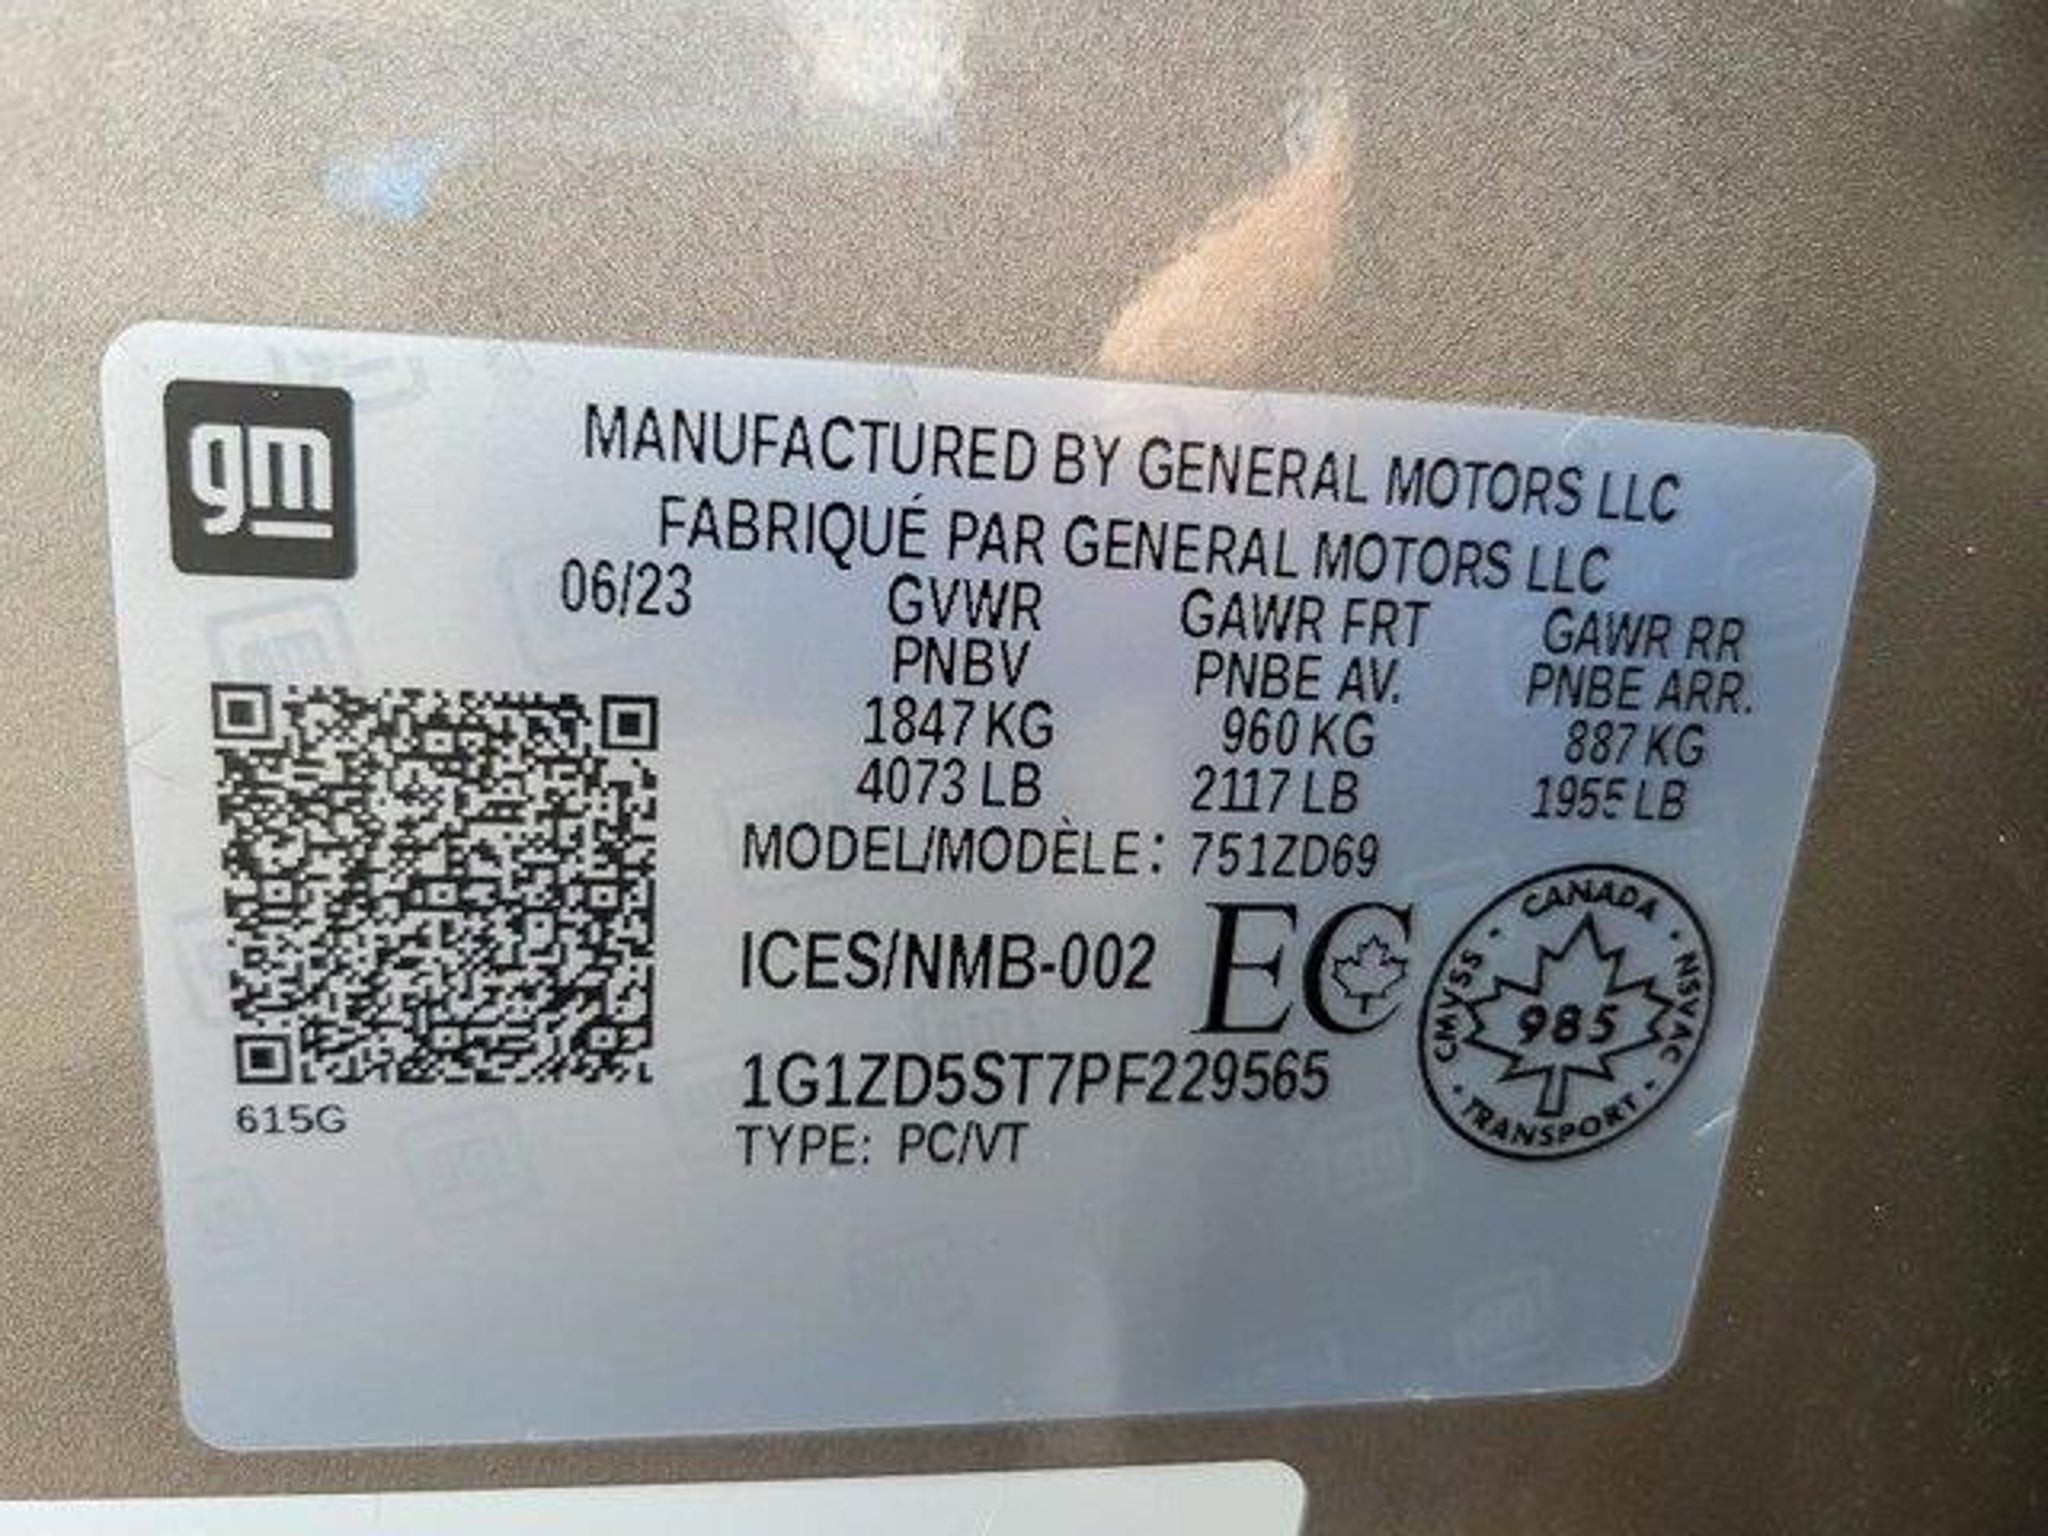 gm
MANUFACTURED BY GENERAL MOTORS LLC
FABRIQUÉ PAR GENERAL MOTORS LLC
06/23 GVWR GAWR FRT GAWR RR
PNBV PNBE AV. PNBE ARR.
1847 KG 960 KG 887 KG
4073 LB 2117 LB 1955 LB
MODEL/MODÈLE: 751ZD69
ICES/NMB-002 EC
1G1ZD5ST7PF229565
TYPE: PC/VT
615G
CANADA · NSVAC · TRANSPORT · CMVSS ·
985